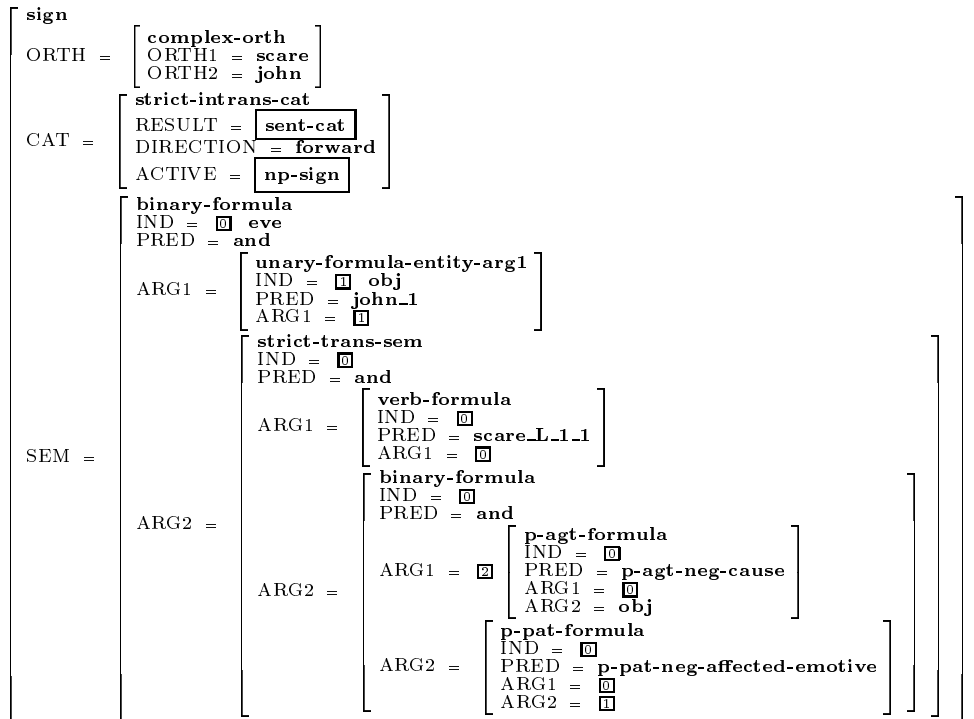 sign
complex-orth
ORTH = ORTH1 = scare
ORTH2 = john
strict-intrans-cat
RESULT = sent-cat
CAT = DIRECTION = forward
ACTIVE = np-sign
binary-formula
IND = 0 eve
PRED = and
unary-formula-entity-arg1
IND = 1 obj
ARG1 = PRED = john_1
ARG1 = 1
strict-trans-sem
IND = 0
PRED = and
verb-formula
IND = 0
ARG1 = PRED = scare_L_1_1
ARG1 = 0
SEM =
binary-formula
IND = 0
PRED = and
ARG2 =
p-agt-formula
IND = 0
ARG1 = 2 PRED = p-agt-neg-cause
ARG1 = 0
ARG2 = ARG2 = obj
p-pat-formula
IND = 0
ARG2 = PRED = p-pat-neg-affected-emotive
ARG1 = 0
ARG2 = 1